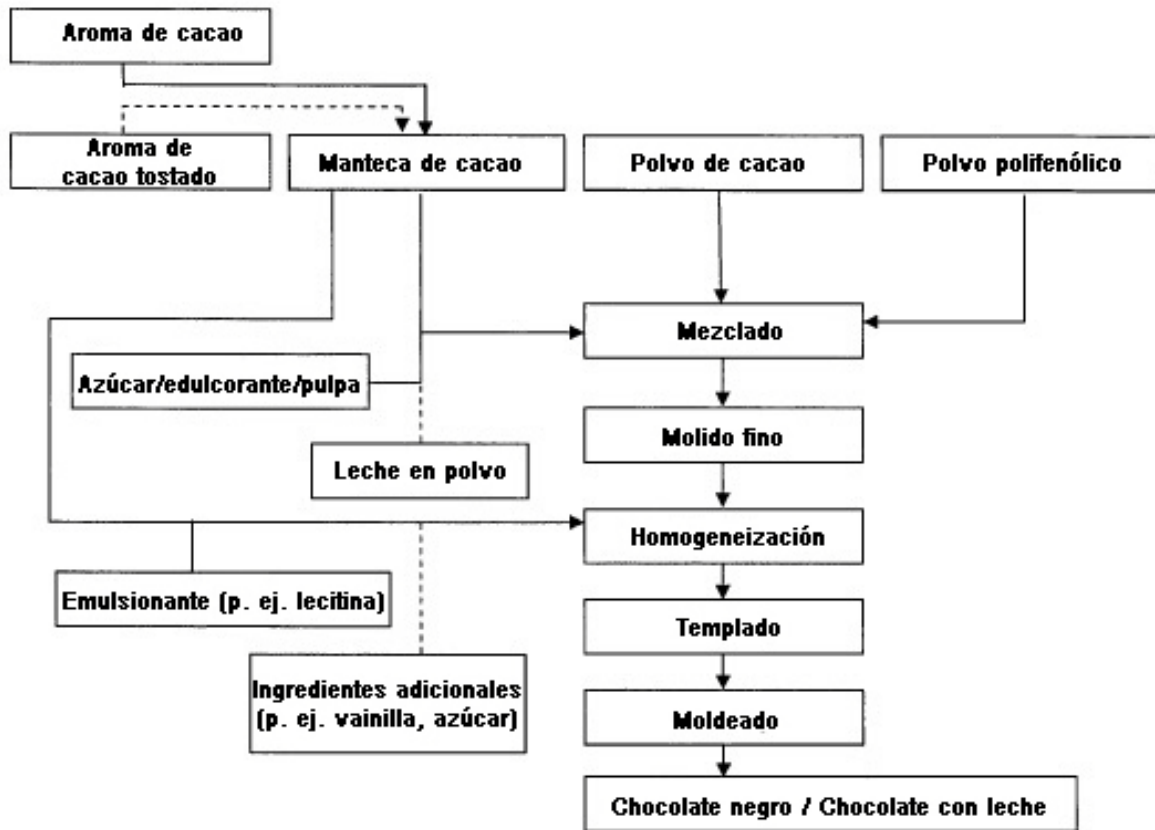 Aroma de cacao
Aroma de
cacao tostado
Manteca de cacao
Polvo de cacao
Polvo polifenólico
Mezclado
Azúcar/edulcorante/pulpa
Molido fino
Leche en polvo
Homogeneización
Emulsionante (p. ej. lecitina)
Templado
Ingredientes adicionales
(p. ej. vainilla, azúcar)
Moldeado
Chocolate negro / Chocolate con leche